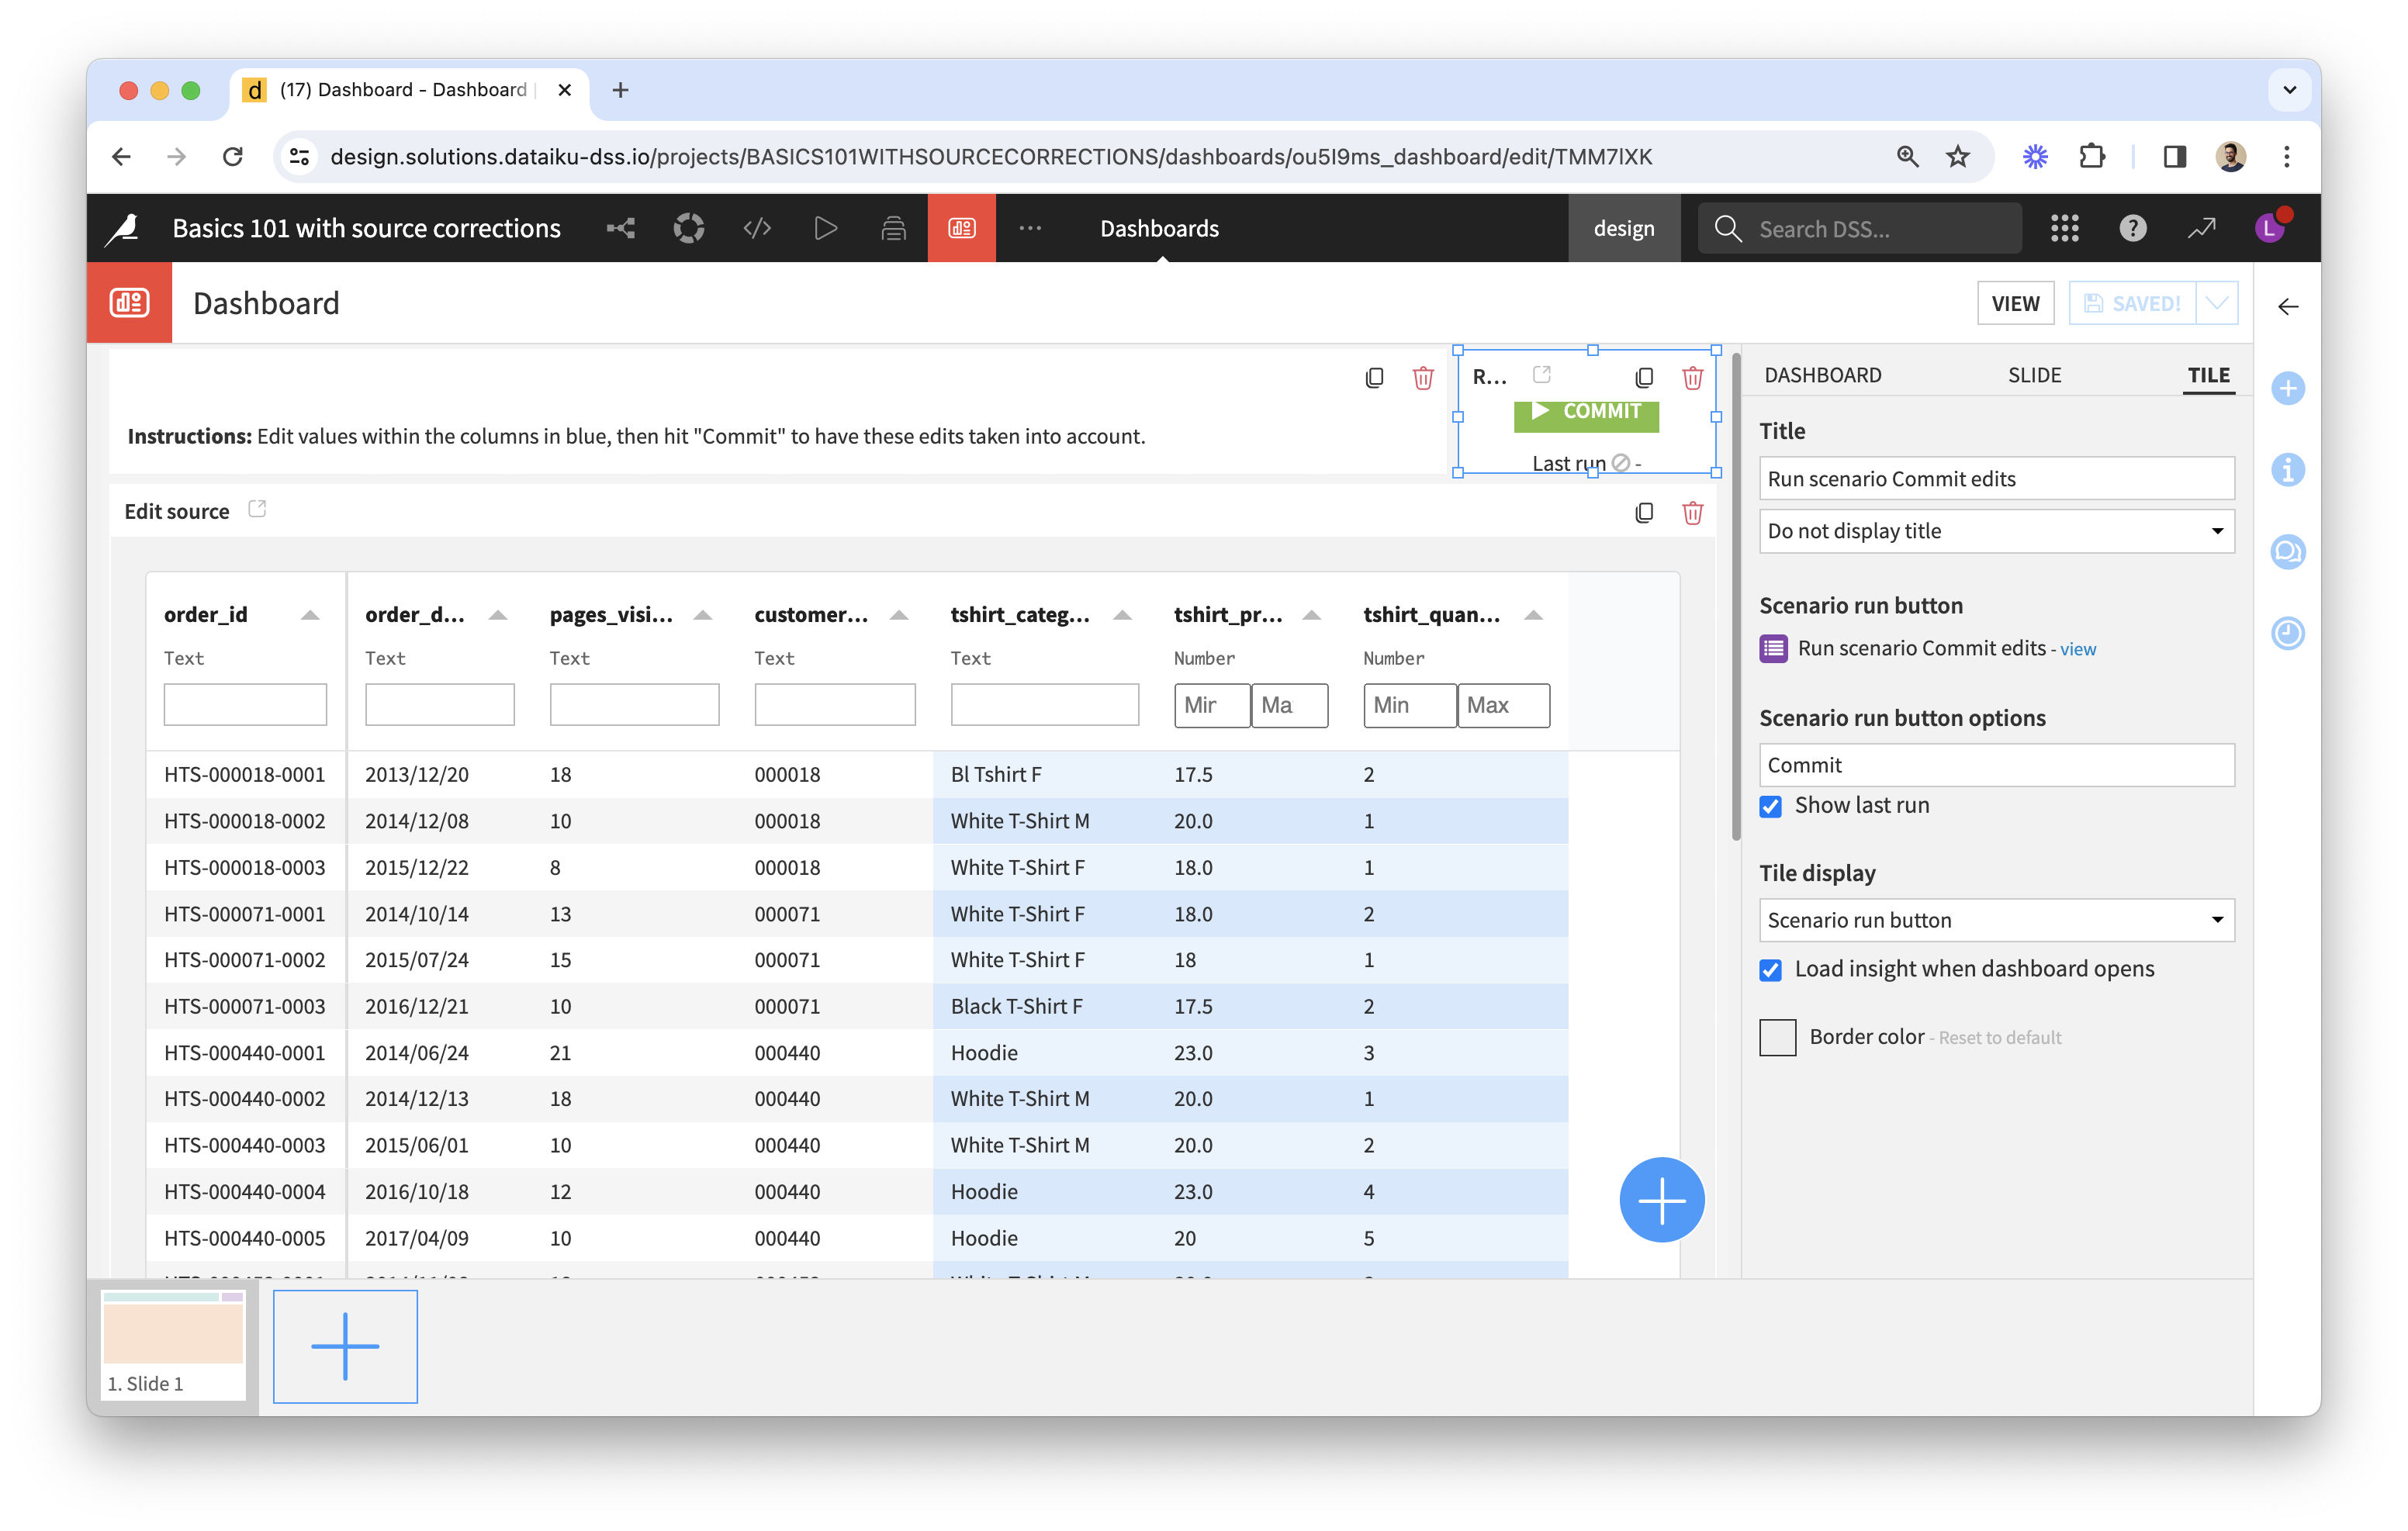 d (17) Dashboard - Dashboard
design.solutions.dataiku-dss.io/projects/BASICS101WITHSOURCECORRECTIONS/dashboards/ou5I9ms_dashboard/edit/TMM7lXK
Basics 101 with source corrections Dashboards design Search DSS... L
Dashboard VIEW SAVED!
DASHBOARD SLIDE TILE
R...
COMMIT
Last run -
Instructions: Edit values within the columns in blue, then hit "Commit" to have these edits taken into account.
Edit source
order_id order_d... pages_visi... customer... tshirt_categ... tshirt_pr... tshirt_quan...
Text Text Text Text Text Number Number
Mir Ma Min Max
HTS-000018-0001 2013/12/20 18 000018 Bl Tshirt F 17.5 2
HTS-000018-0002 2014/12/08 10 000018 White T-Shirt M 20.0 1
HTS-000018-0003 2015/12/22 8 000018 White T-Shirt F 18.0 1
HTS-000071-0001 2014/10/14 13 000071 White T-Shirt F 18.0 2
HTS-000071-0002 2015/07/24 15 000071 White T-Shirt F 18 1
HTS-000071-0003 2016/12/21 10 000071 Black T-Shirt F 17.5 2
HTS-000440-0001 2014/06/24 21 000440 Hoodie 23.0 3
HTS-000440-0002 2014/12/13 18 000440 White T-Shirt M 20.0 1
HTS-000440-0003 2015/06/01 10 000440 White T-Shirt M 20.0 2
HTS-000440-0004 2016/10/18 12 000440 Hoodie 23.0 4
HTS-000440-0005 2017/04/09 10 000440 Hoodie 20 5
Title
Run scenario Commit edits
Do not display title
Scenario run button
Run scenario Commit edits - view
Scenario run button options
Commit
Show last run
Tile display
Scenario run button
Load insight when dashboard opens
Border color - Reset to default
1. Slide 1